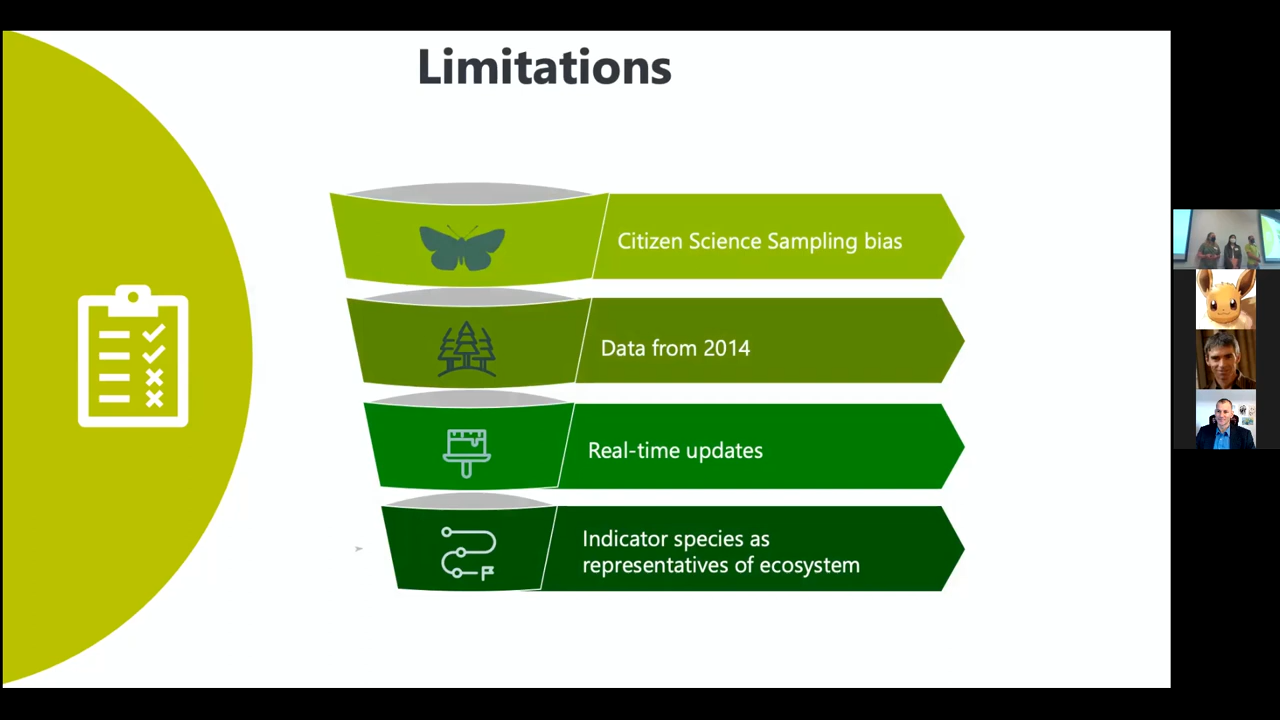 Limitations
Citizen Science Sampling bias
Data from 2014
Real-time updates
Indicator species as
representatives of ecosystem